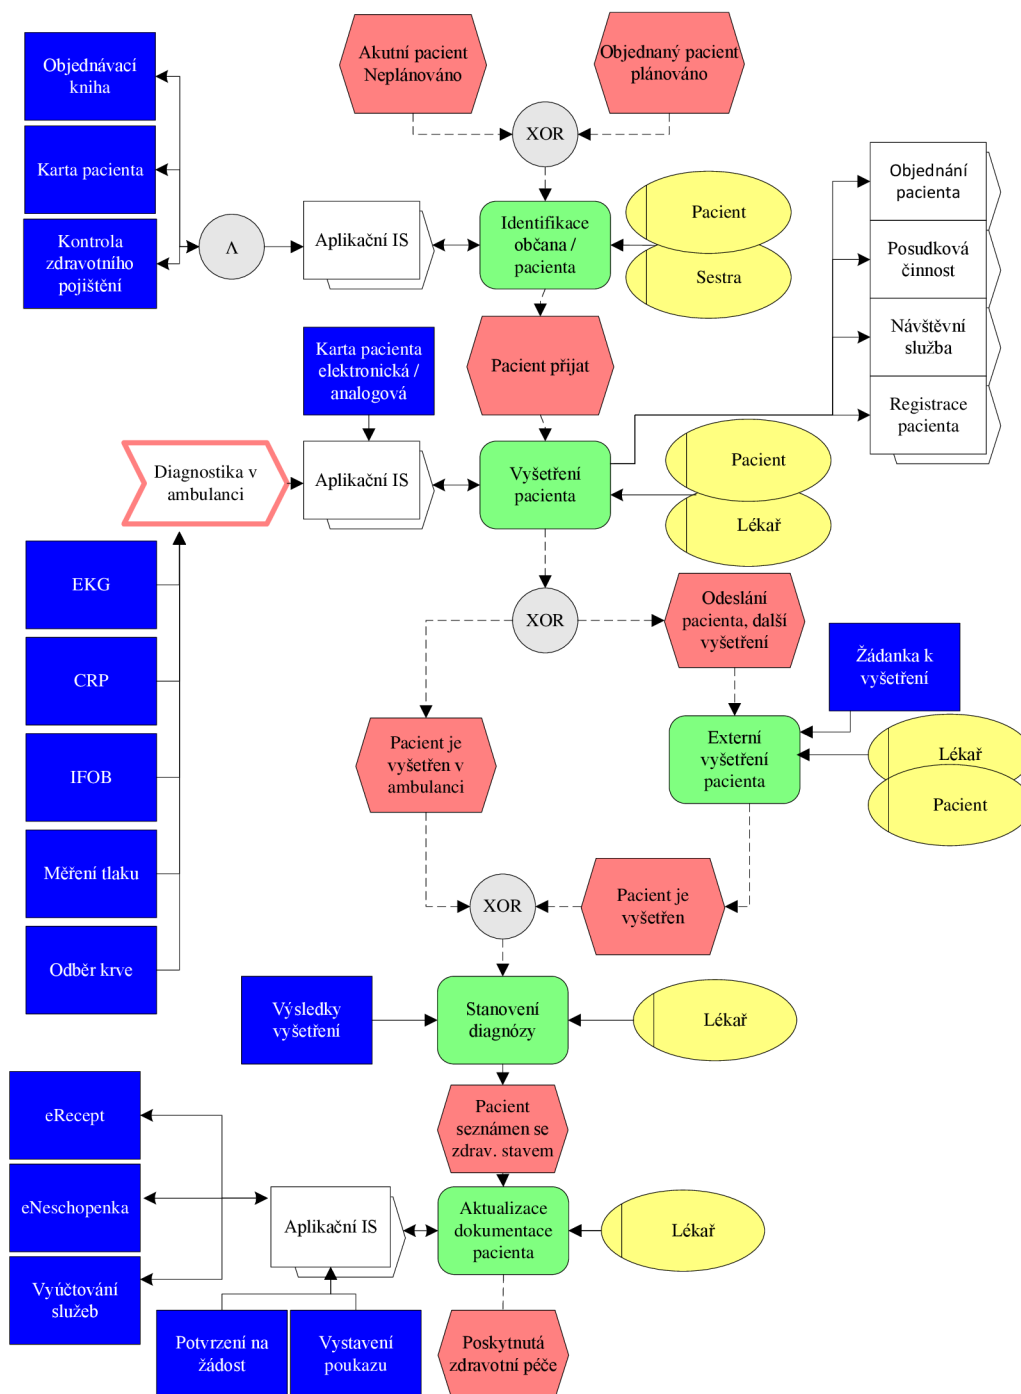 Akutní pacient
Neplánováno
Objednaný pacient
plánováno
Objednávací
kniha
XOR
Karta pacienta
Objednání
pacienta
Kontrola
zdravotního
pojištění
Λ
Aplikační IS
Identifikace
občana /
pacienta
Pacient
Sestra
Posudková
činnost
Návštěvní
služba
Registrace
pacienta
Karta pacienta
elektronická /
analogová
Pacient přijat
Diagnostika v
ambulanci
Aplikační IS
Vyšetření
pacienta
Pacient
Lékař
EKG
XOR
Odeslání
pacienta, další
vyšetření
CRP
Žádanka k
vyšetření
IFOB
Pacient je
vyšetřen v
ambulanci
Externí
vyšetření
pacienta
Lékař
Pacient
Měření tlaku
XOR
Pacient je
vyšetřen
Odběr krve
Výsledky
vyšetření
Stanovení
diagnózy
Lékař
eRecept
Pacient
seznámen se
zdrav. stavem
eNeschopenka
Aplikační IS
Aktualizace
dokumentace
pacienta
Lékař
Vyúčtování
služeb
Potvrzení na
žádost
Vystavení
poukazu
Poskytnutá
zdravotní péče